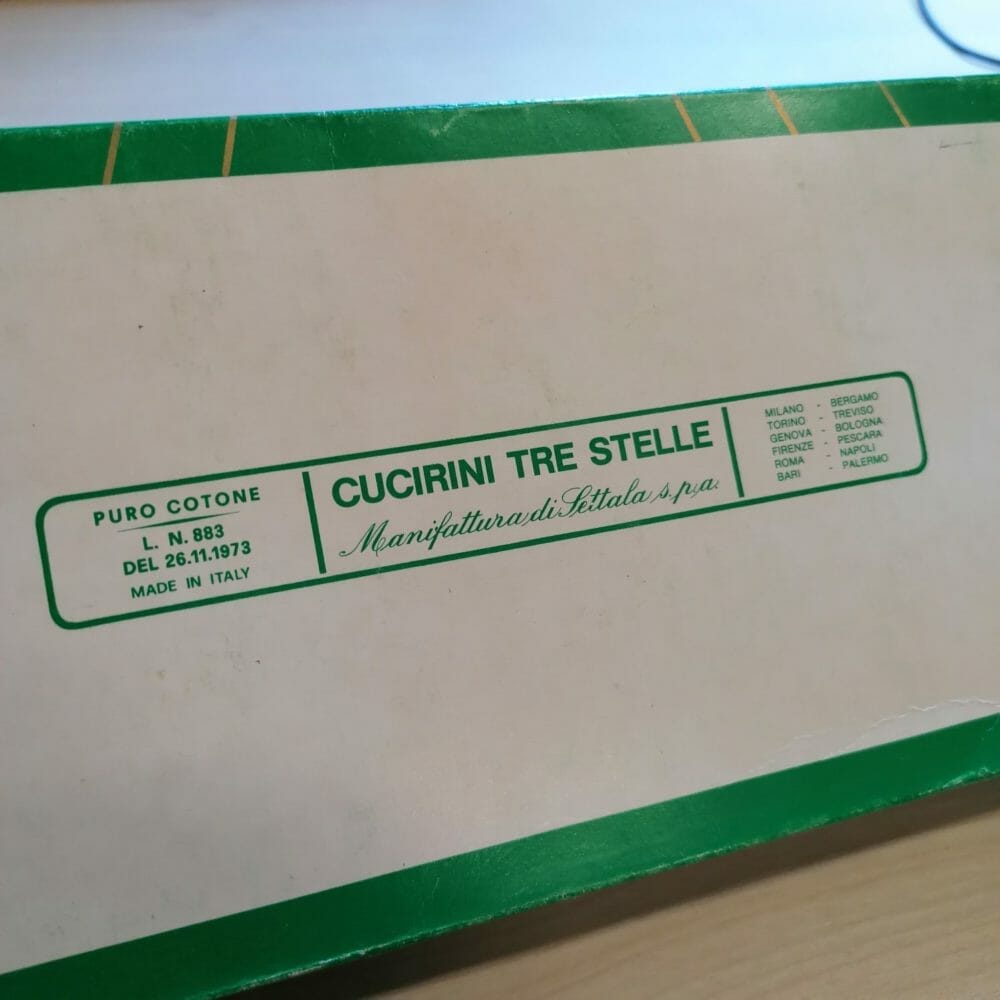 PURO COTONE
L. N. 883
DEL 26.11.1973
MADE IN ITALY
CUCIRINI TRE STELLE
Manifattura di Settala s.p.a.
MILANO - BERGAMO
TORINO - TREVISO
GENOVA - BOLOGNA
FIRENZE - PESCARA
ROMA - NAPOLI
BARI - PALERMO